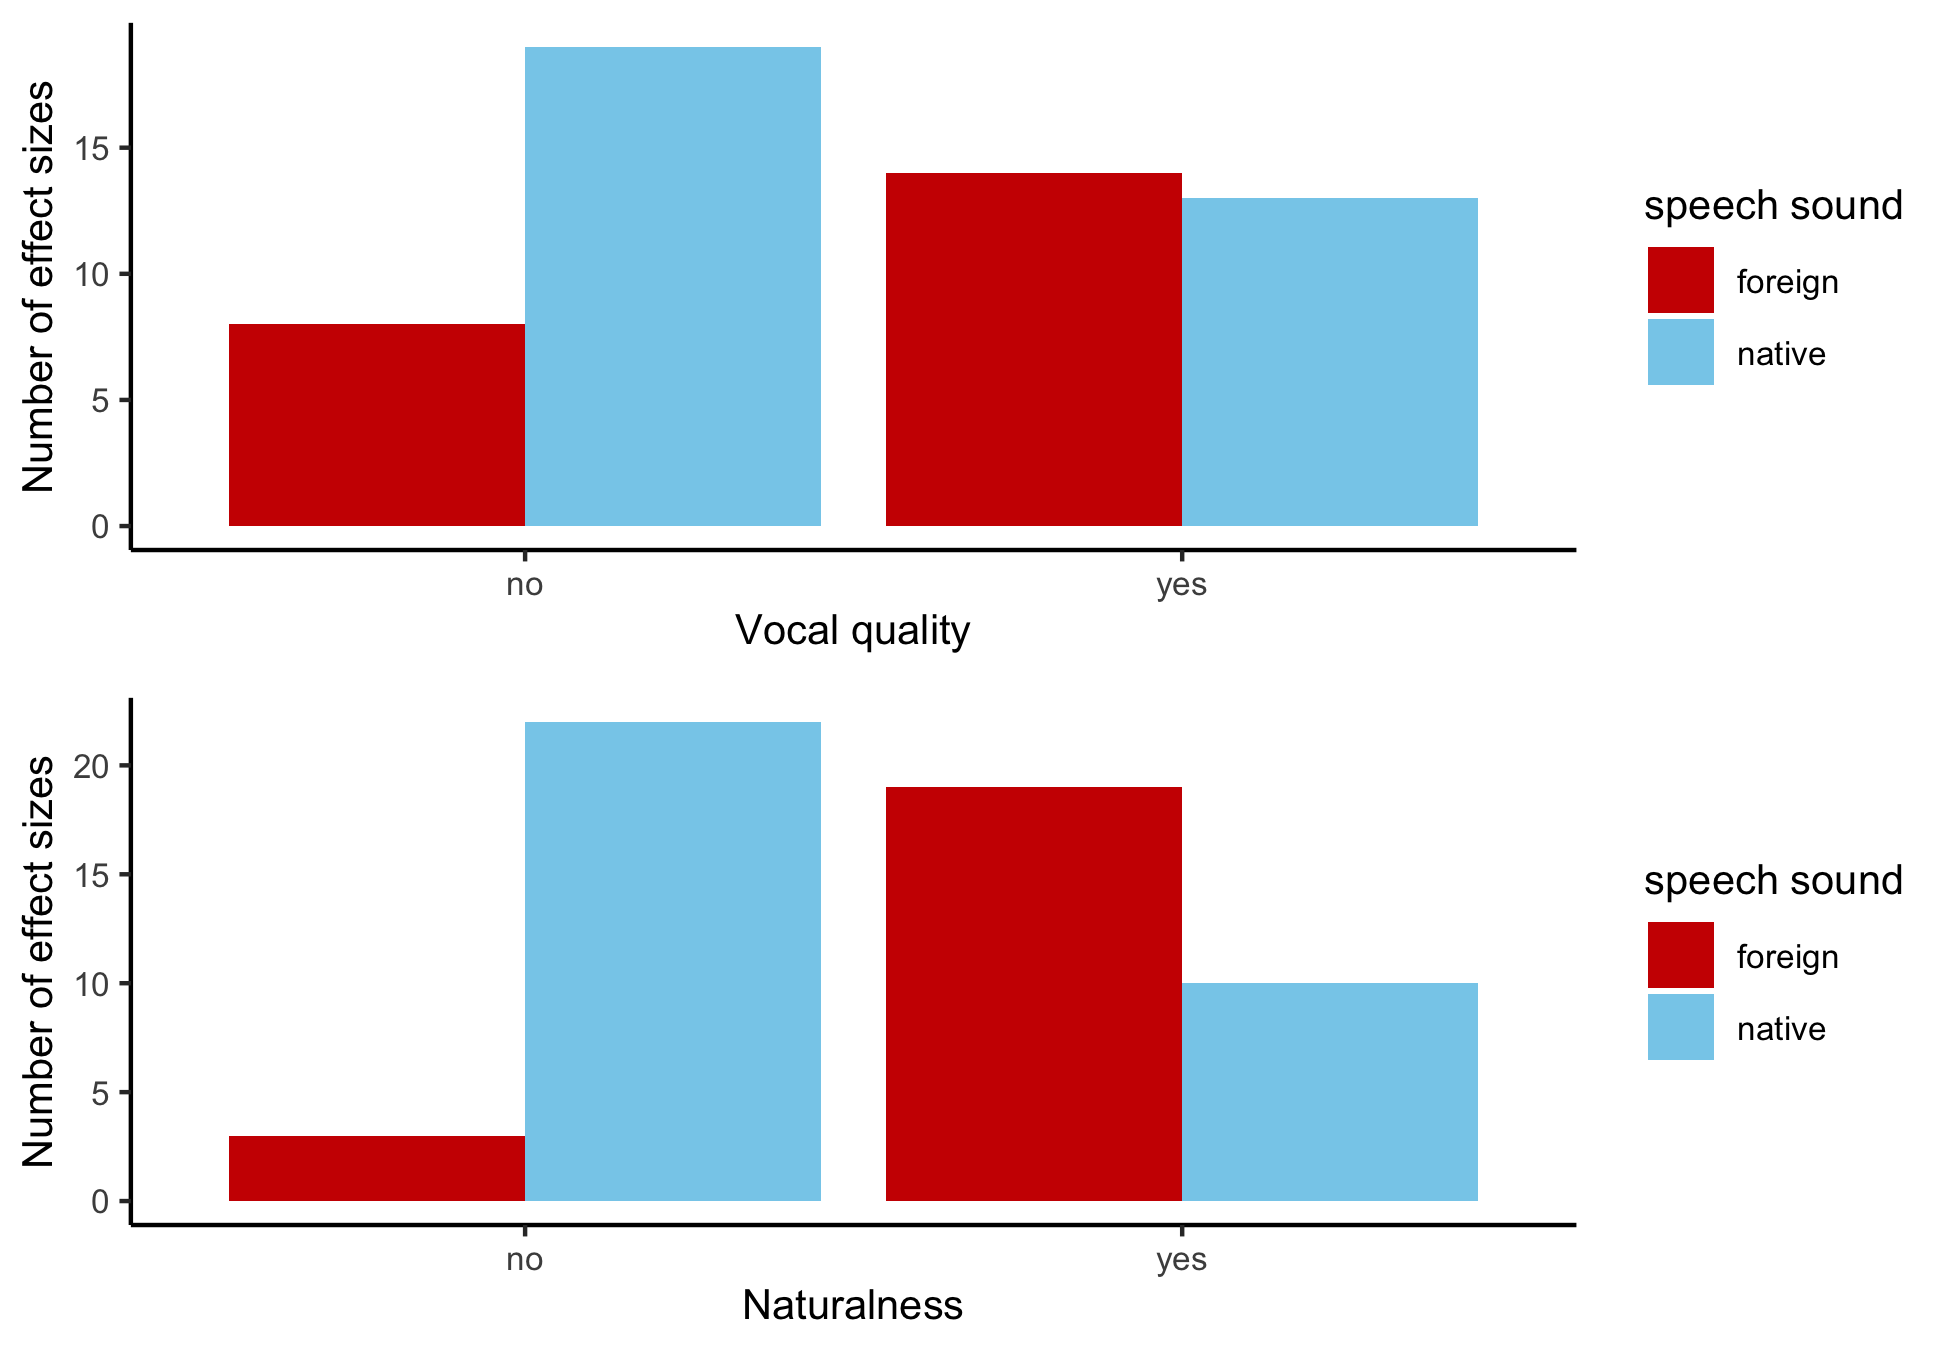 Number of effect sizes
15
10
5
0
no
yes
Vocal quality
speech sound
foreign
native
Number of effect sizes
20
15
10
5
0
no
yes
Naturalness
speech sound
foreign
native